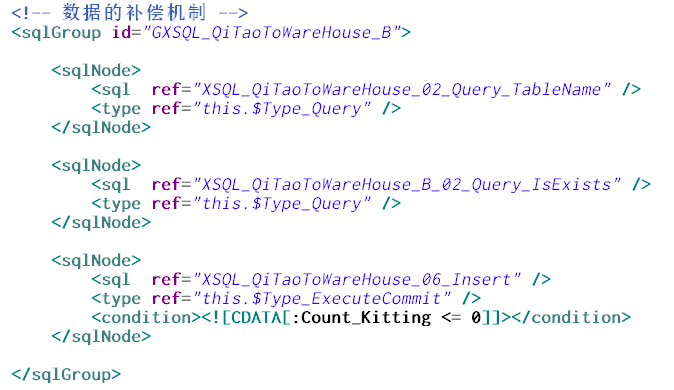 <!-- 数据的补偿机制 -->
<sqlGroup id="GXSQL_QiTaoToWareHouse_B">
<sqlNode>
<sql  ref="XSQL_QiTaoToWareHouse_02_Query_TableName" />
<type ref="this.$Type_Query" />
</sqlNode>
<sqlNode>
<sql  ref="XSQL_QiTaoToWareHouse_B_02_Query_IsExists" />
<type ref="this.$Type_Query" />
</sqlNode>
<sqlNode>
<sql  ref="XSQL_QiTaoToWareHouse_06_Insert" />
<type ref="this.$Type_ExecuteCommit" />
<condition><![CDATA[:Count_Kitting <= 0]]></condition>
</sqlNode>
</sqlGroup>